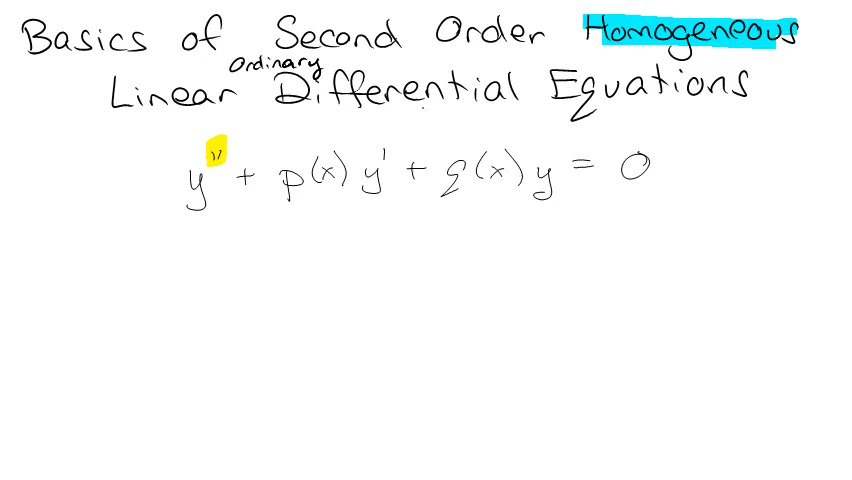 Basics of Second Order Homogeneous
Ordinary
Linear Differential Equations
y'' + p(x) y' + q(x) y = 0